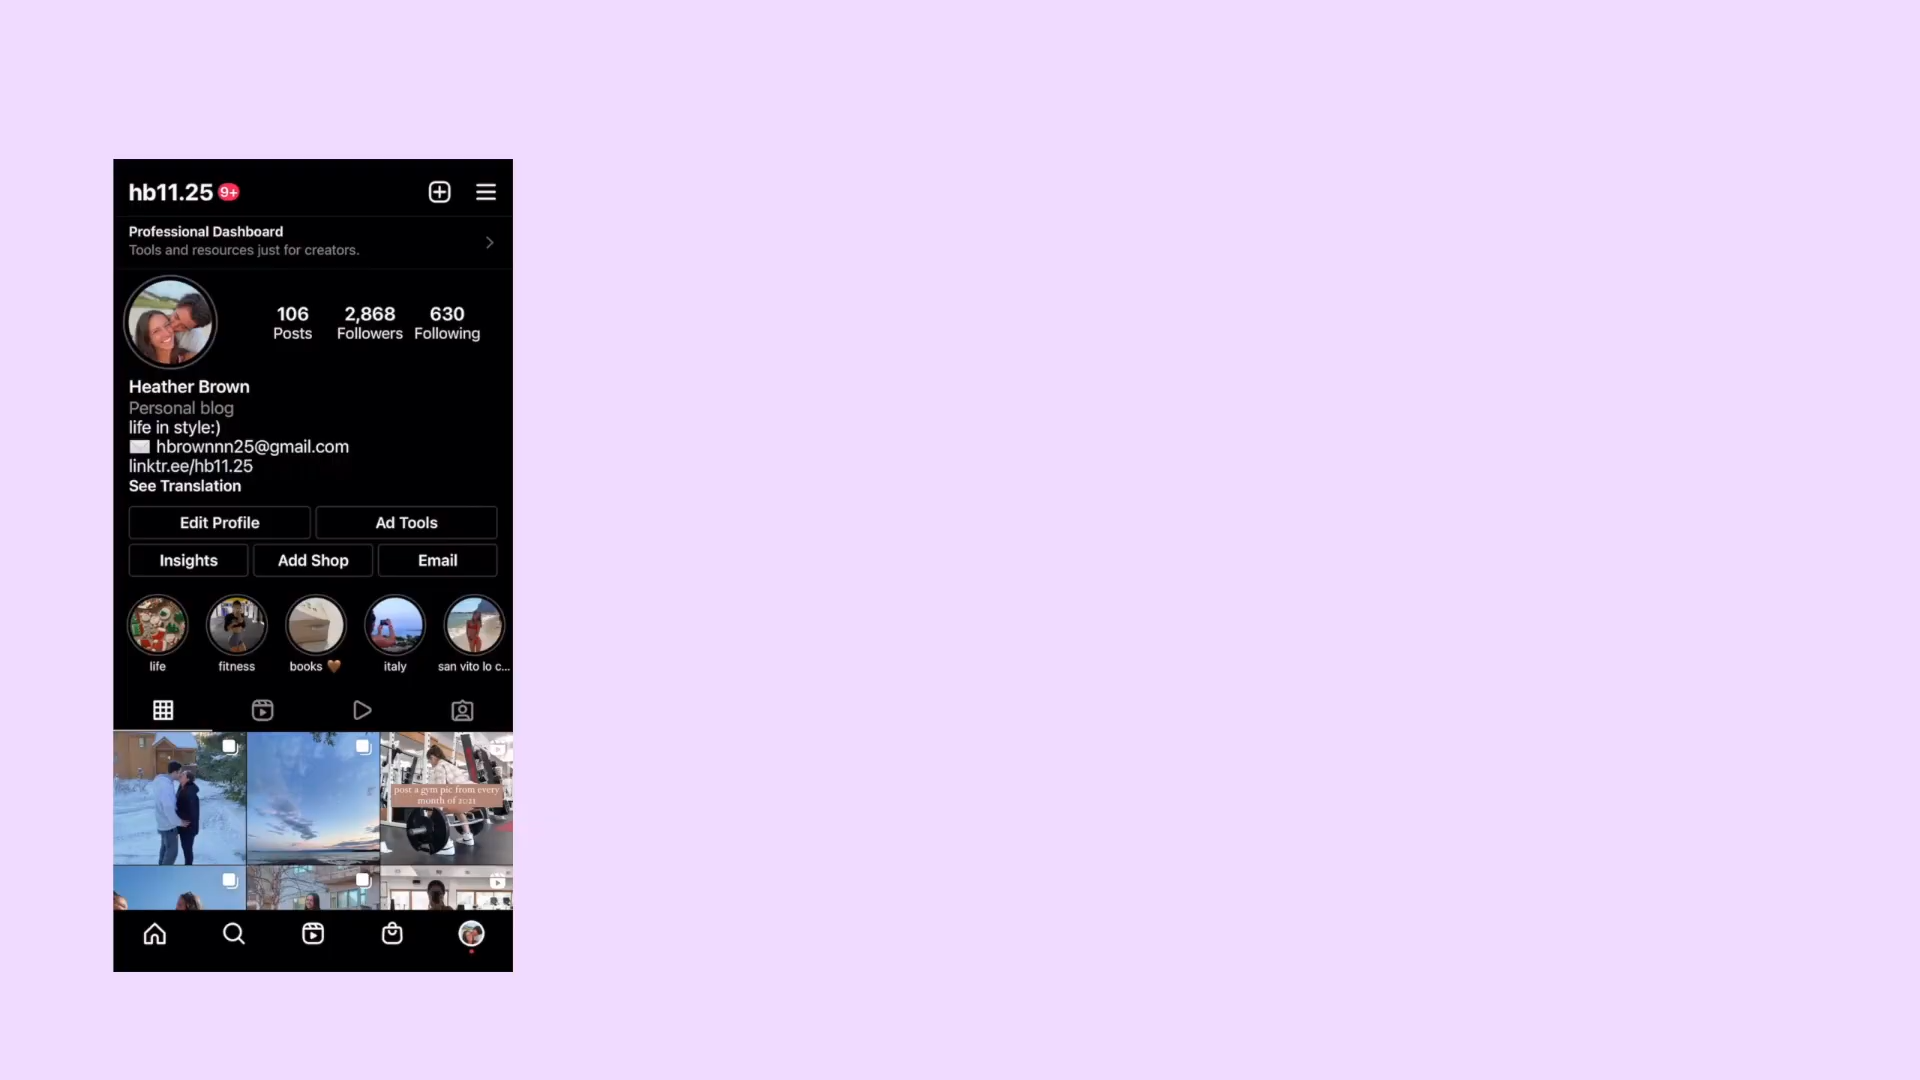 hb11.25 9+
Professional Dashboard
Tools and resources just for creators.
106 2,868 630
Posts Followers Following
Heather Brown
Personal blog
life in style:)
✉️ hbrownnn25@gmail.com
linktr.ee/hb11.25
See Translation
Edit Profile Ad Tools
Insights Add Shop Email
life fitness books 🤎 italy san vito lo c...
post a gym pic from every
month of 2021